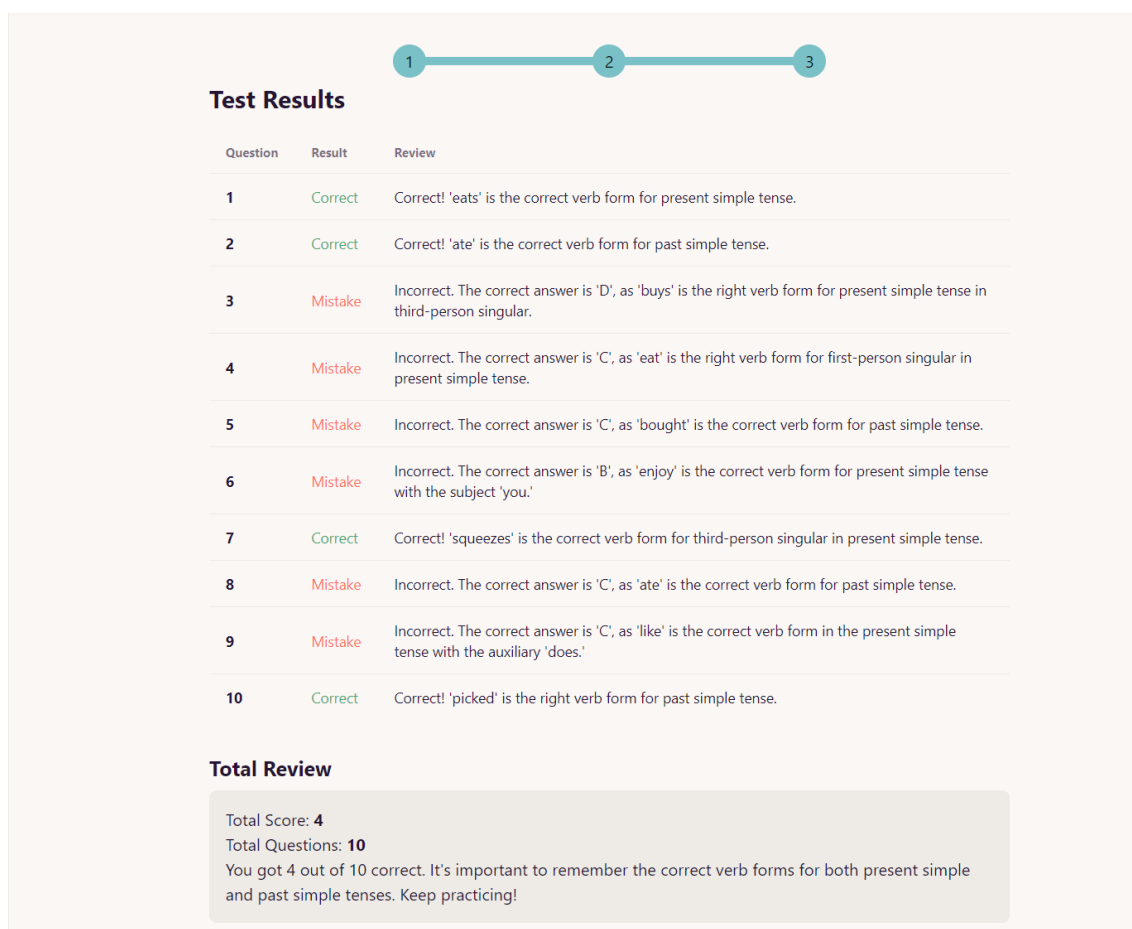 1 2 3
Test Results
Question Result Review
1 Correct Correct! 'eats' is the correct verb form for present simple tense.
2 Correct Correct! 'ate' is the correct verb form for past simple tense.
3 Mistake Incorrect. The correct answer is 'D', as 'buys' is the right verb form for present simple tense in
third-person singular.
4 Mistake Incorrect. The correct answer is 'C', as 'eat' is the right verb form for first-person singular in
present simple tense.
5 Mistake Incorrect. The correct answer is 'C', as 'bought' is the correct verb form for past simple tense.
6 Mistake Incorrect. The correct answer is 'B', as 'enjoy' is the correct verb form for present simple tense
with the subject 'you.'
7 Correct Correct! 'squeezes' is the correct verb form for third-person singular in present simple tense.
8 Mistake Incorrect. The correct answer is 'C', as 'ate' is the correct verb form for past simple tense.
9 Mistake Incorrect. The correct answer is 'C', as 'like' is the correct verb form in the present simple
tense with the auxiliary 'does.'
10 Correct Correct! 'picked' is the right verb form for past simple tense.
Total Review
Total Score: 4
Total Questions: 10
You got 4 out of 10 correct. It's important to remember the correct verb forms for both present simple
and past simple tenses. Keep practicing!